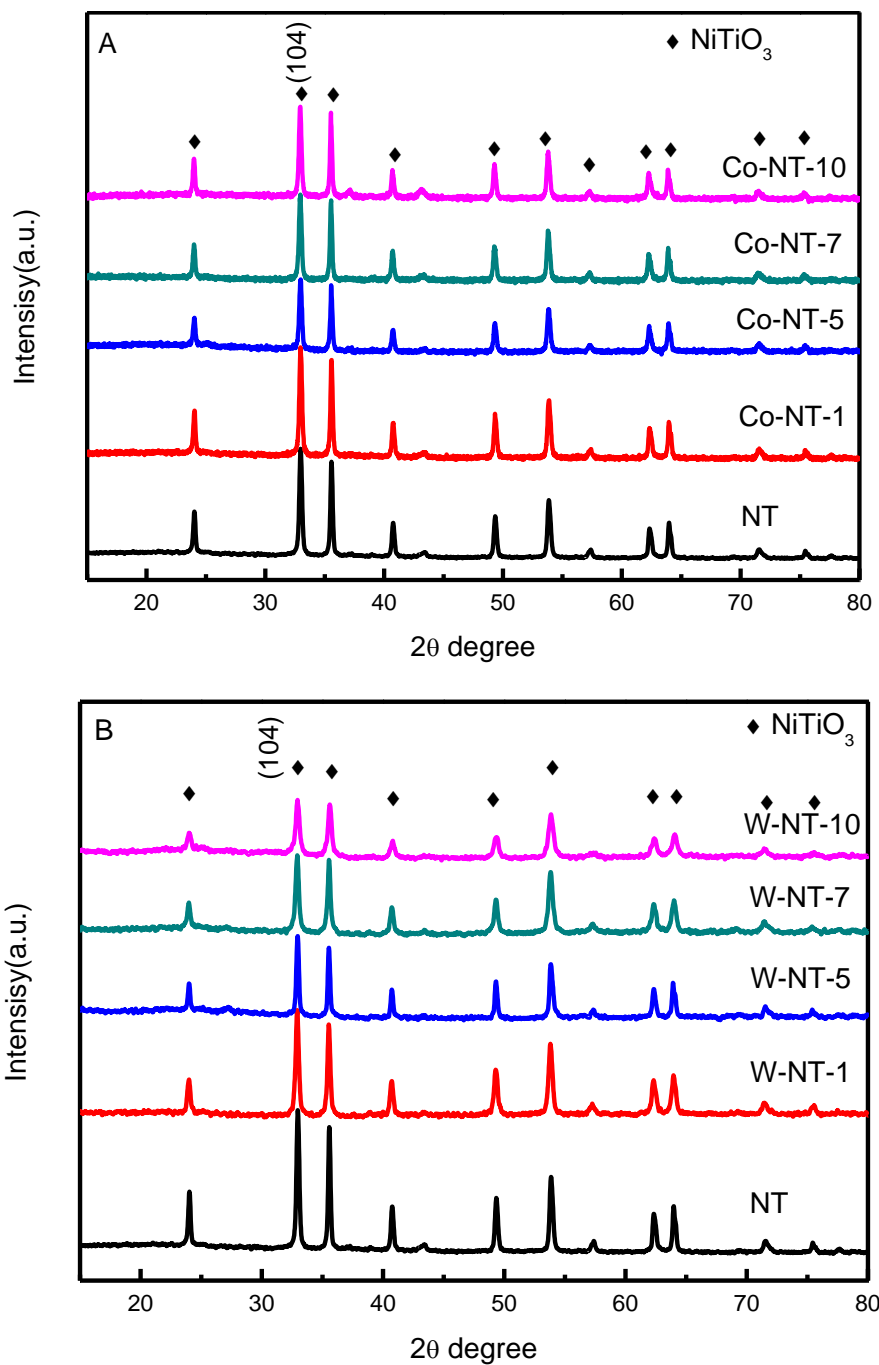 A
(104)
♦ NiTiO₃
Co-NT-10
Co-NT-7
Co-NT-5
Co-NT-1
NT
Intensisy(a.u.)
20 30 40 50 60 70 80
2θ degree
B
(104)
♦ NiTiO₃
W-NT-10
W-NT-7
W-NT-5
W-NT-1
NT
Intensisy(a.u.)
20 30 40 50 60 70 80
2θ degree